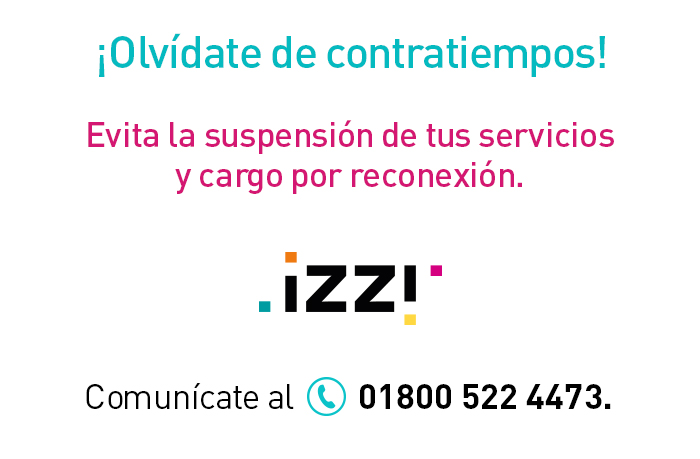 ¡Olvídate de contratiempos!
Evita la suspensión de tus servicios
y cargo por reconexión.
izzi
Comunícate al 01800 522 4473.